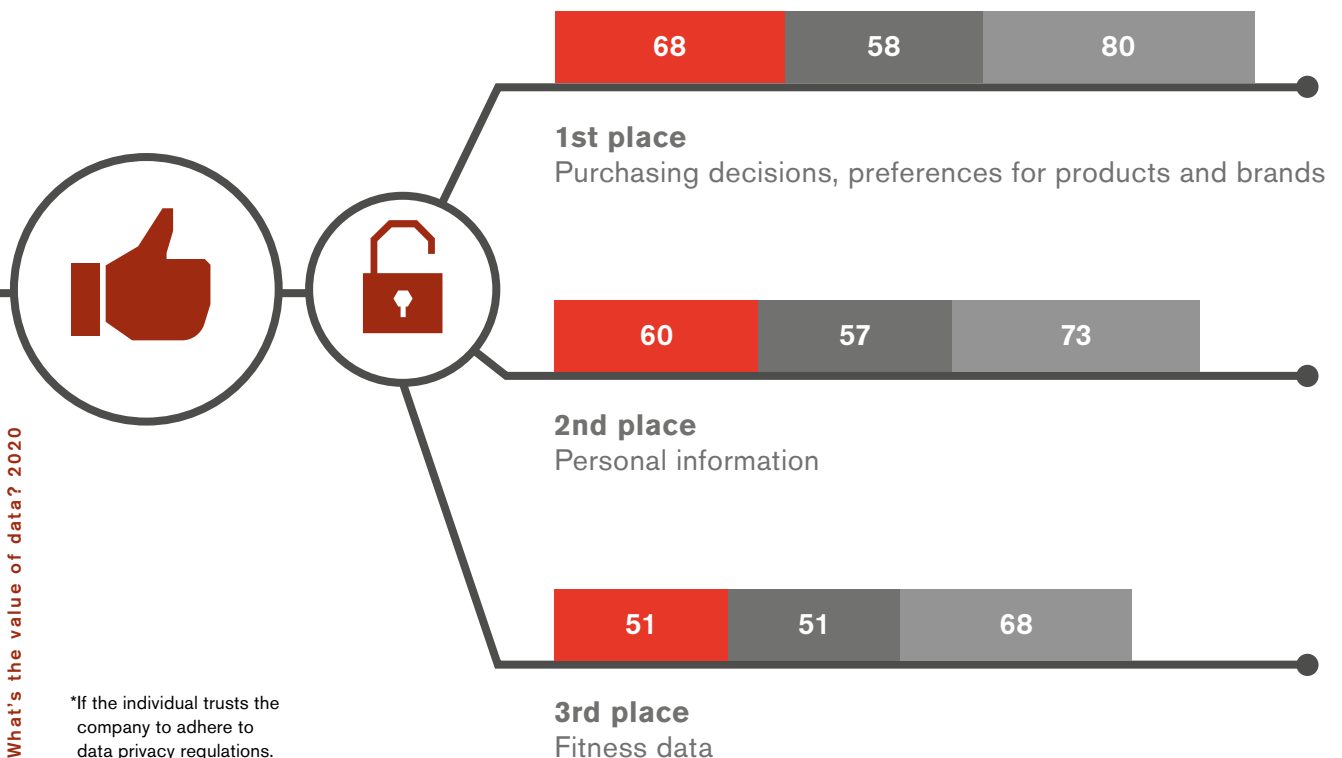 68 58 80
1st place
Purchasing decisions, preferences for products and brands
60 57 73
2nd place
Personal information
51 51 68
3rd place
Fitness data
What's the value of data? 2020
*If the individual trusts the
company to adhere to
data privacy regulations.